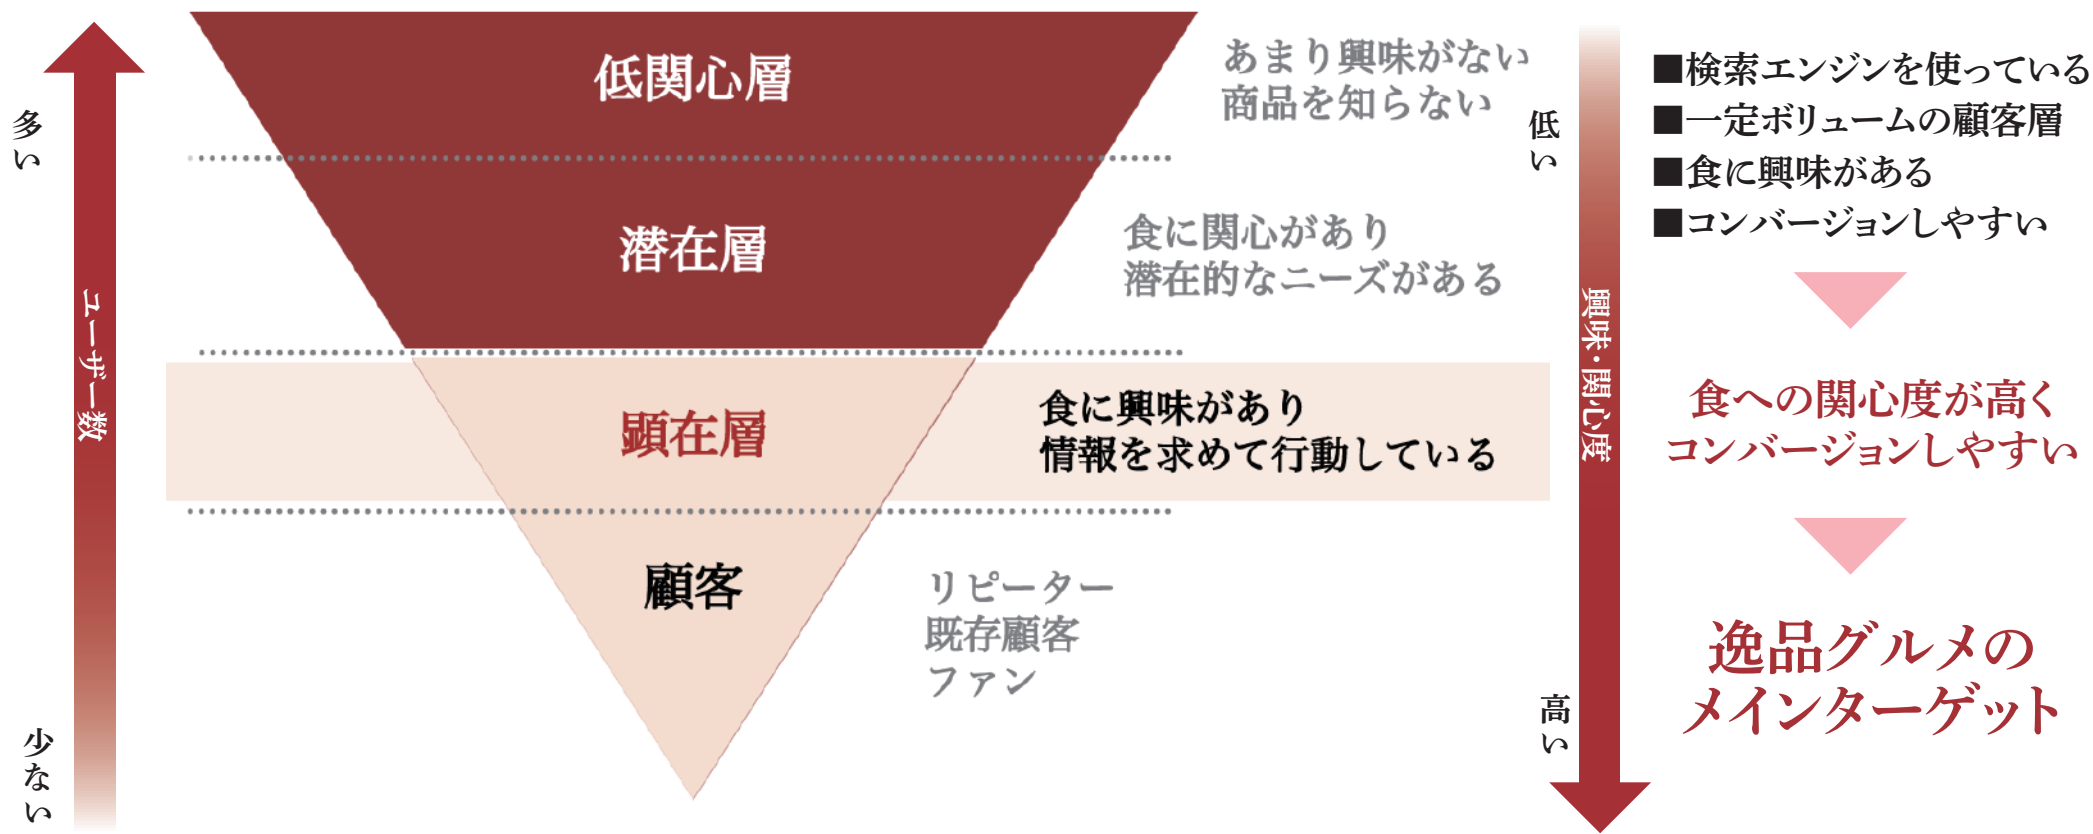 多い
ユーザー数
少ない
低関心層
あまり興味がない
商品を知らない
潜在層
食に関心があり
潜在的なニーズがある
顕在層
食に興味があり
情報を求めて行動している
顧客
リピーター
既存顧客
ファン
低い
興味・関心度
高い
■検索エンジンを使っている
■一定ボリュームの顧客層
■食に興味がある
■コンバージョンしやすい
食への関心度が高く
コンバージョンしやすい
逸品グルメの
メインターゲット